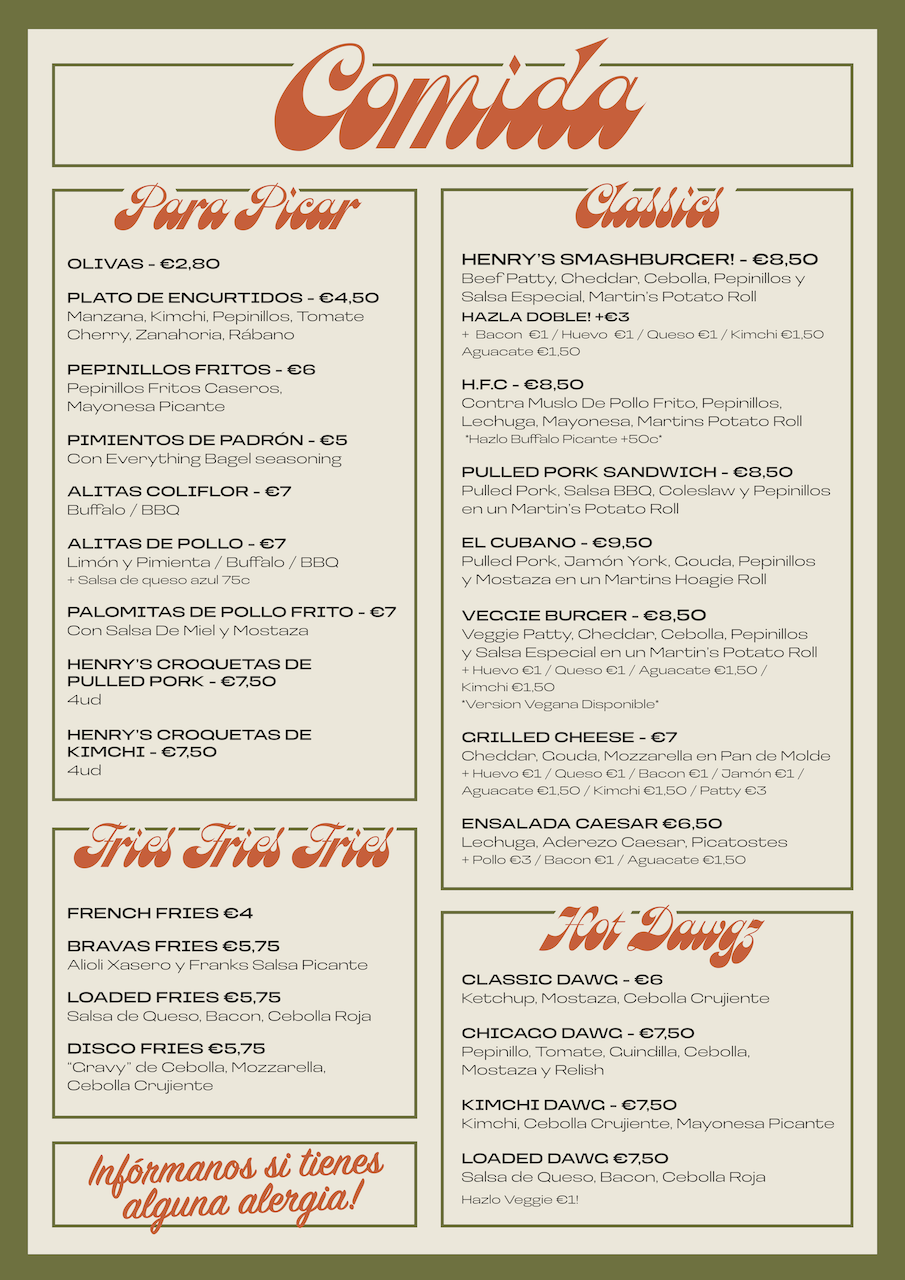 Comida
Para Picar
OLIVAS - €2,80
PLATO DE ENCURTIDOS - €4,50
Manzana, Kimchi, Pepinillos, Tomate
Cherry, Zanahoria, Rábano
PEPINILLOS FRITOS - €6
Pepinillos Fritos Caseros,
Mayonesa Picante
PIMIENTOS DE PADRÓN - €5
Con Everything Bagel seasoning
ALITAS COLIFLOR - €7
Buffalo / BBQ
ALITAS DE POLLO - €7
Limón y Pimienta / Buffalo / BBQ
+ Salsa de queso azul 75c
PALOMITAS DE POLLO FRITO - €7
Con Salsa De Miel y Mostaza
HENRY'S CROQUETAS DE
PULLED PORK - €7,50
4ud
HENRY'S CROQUETAS DE
KIMCHI - €7,50
4ud
Fries Fries Fries
FRENCH FRIES €4
BRAVAS FRIES €5,75
Alioli Xasero y Franks Salsa Picante
LOADED FRIES €5,75
Salsa de Queso, Bacon, Cebolla Roja
DISCO FRIES €5,75
"Gravy" de Cebolla, Mozzarella,
Cebolla Crujiente
Infórmanos si tienes
alguna alergia!
Classics
HENRY'S SMASHBURGER! - €8,50
Beef Patty, Cheddar, Cebolla, Pepinillos y
Salsa Especial, Martin's Potato Roll
HAZLA DOBLE! +€3
+ Bacon €1 / Huevo €1 / Queso €1 / Kimchi €1,50
Aguacate €1,50
H.F.C - €8,50
Contra Muslo De Pollo Frito, Pepinillos,
Lechuga, Mayonesa, Martins Potato Roll
*Hazlo Buffalo Picante +50c*
PULLED PORK SANDWICH - €8,50
Pulled Pork, Salsa BBQ, Coleslaw y Pepinillos
en un Martin's Potato Roll
EL CUBANO - €9,50
Pulled Pork, Jamón York, Gouda, Pepinillos
y Mostaza en un Martins Hoagie Roll
VEGGIE BURGER - €8,50
Veggie Patty, Cheddar, Cebolla, Pepinillos
y Salsa Especial en un Martin's Potato Roll
+ Huevo €1 / Queso €1 / Aguacate €1,50 /
Kimchi €1,50
*Version Vegana Disponible*
GRILLED CHEESE - €7
Cheddar, Gouda, Mozzarella en Pan de Molde
+ Huevo €1 / Queso €1 / Bacon €1 / Jamón €1 /
Aguacate €1,50 / Kimchi €1,50 / Patty €3
ENSALADA CAESAR €6,50
Lechuga, Aderezo Caesar, Picatostes
+ Pollo €3 / Bacon €1 / Aguacate €1,50
Hot Dawgz
CLASSIC DAWG - €6
Ketchup, Mostaza, Cebolla Crujiente
CHICAGO DAWG - €7,50
Pepinillo, Tomate, Guindilla, Cebolla,
Mostaza y Relish
KIMCHI DAWG - €7,50
Kimchi, Cebolla Crujiente, Mayonesa Picante
LOADED DAWG €7,50
Salsa de Queso, Bacon, Cebolla Roja
Hazlo Veggie €1!